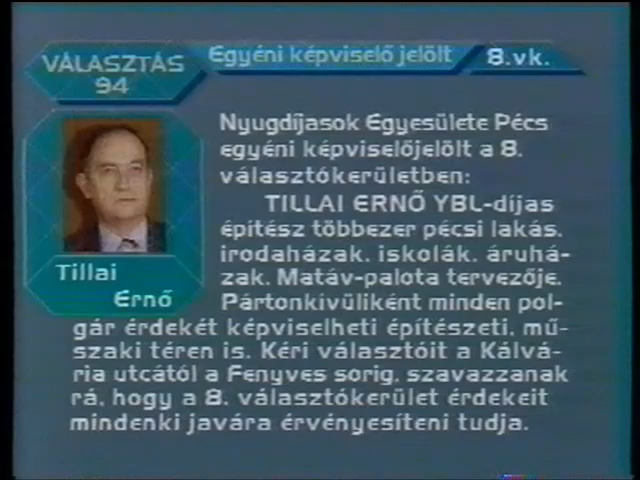 VÁLASZTÁS
94
Egyéni képviselő jelölt
8.vk.
Nyugdíjasok Egyesülete Pécs
egyéni képviselőjelölt a 8.
választókerületben:
TILLAI ERNŐ YBL-díjas
építész többezer pécsi lakás,
irodaházak, iskolák, áruhá-
zak, Matáv-palota tervezője.
Pártonkivüliként minden pol-
gár érdekét képviselheti építészeti, mű-
szaki téren is. Kéri választóit a Kálvá-
ria utcától a Fenyves sorig, szavazzanak
rá, hogy a 8. választókerület érdekeit
mindenki javára érvényesíteni tudja.
Tillai
Ernő